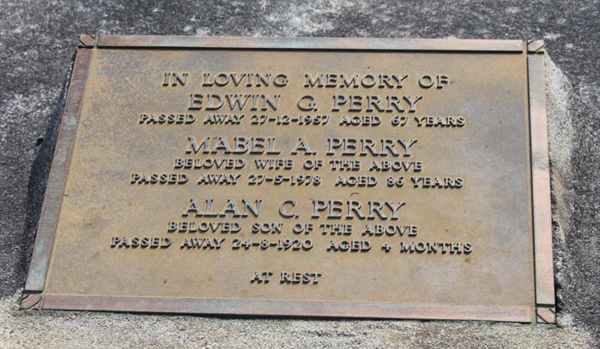 IN LOVING MEMORY OF
EDWIN G. PERRY
PASSED AWAY 27-12-1957 AGED 67 YEARS
MABEL A. PERRY
BELOVED WIFE OF THE ABOVE
PASSED AWAY 27-5-1978 AGED 86 YEARS
ALAN C. PERRY
BELOVED SON OF THE ABOVE
PASSED AWAY 24-8-1920 AGED 4 MONTHS
AT REST